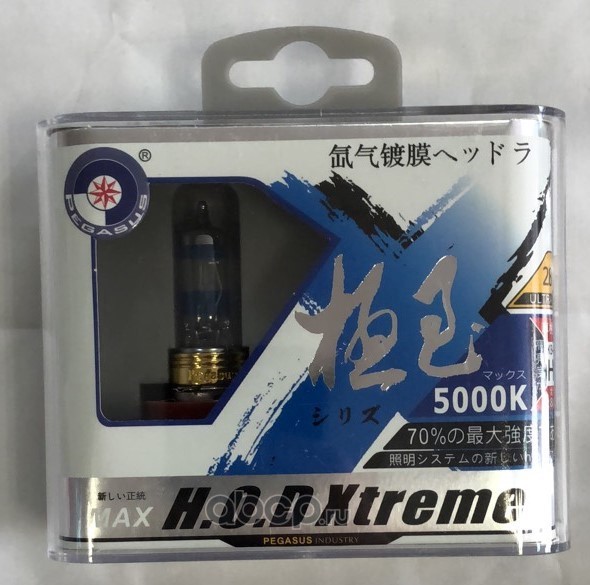 氙气镀膜ヘッドラ
PEGASUS ®
極
シリズ
マックス
5000K
70%の最大強度
照明システムの新しい
ULTR
新しい正統
MAX H.O.D Xtreme
PEGASUS INDUSTRY